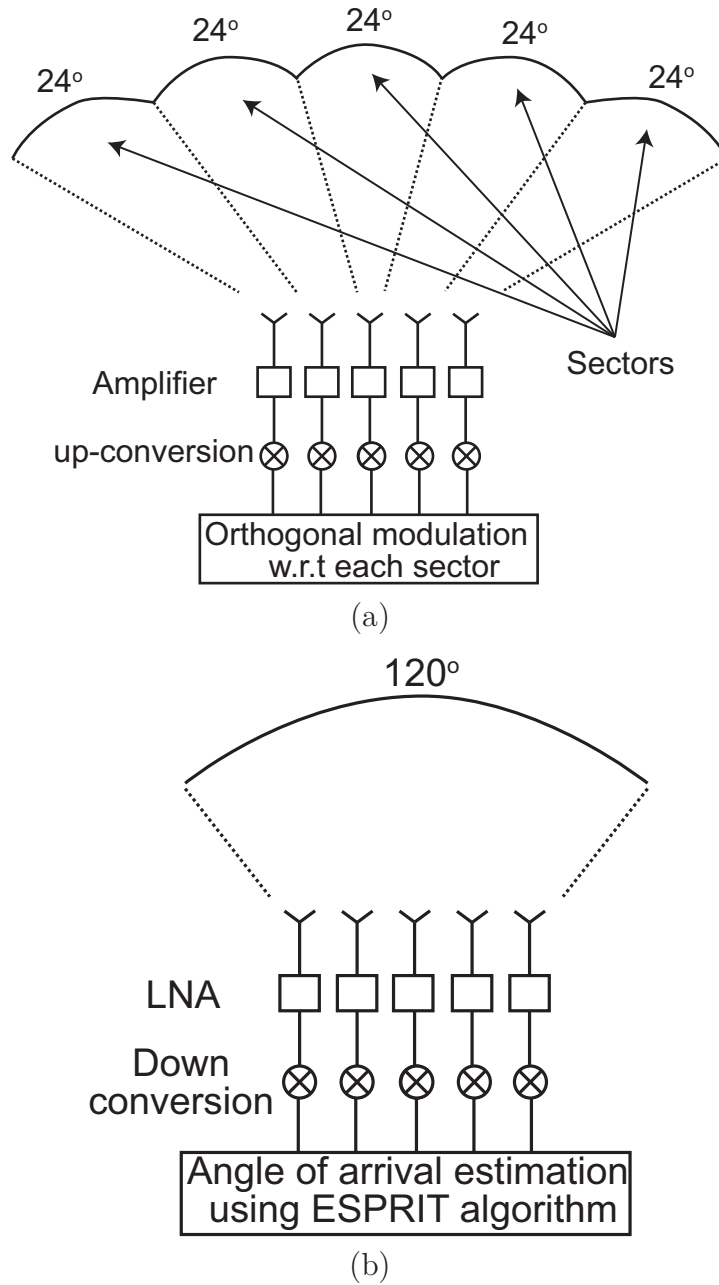 24°
24°
24°
24°
24°
Sectors
Amplifier
up-conversion
Orthogonal modulation
w.r.t each sector
(a)
120°
LNA
Down
conversion
Angle of arrival estimation
using ESPRIT algorithm
(b)